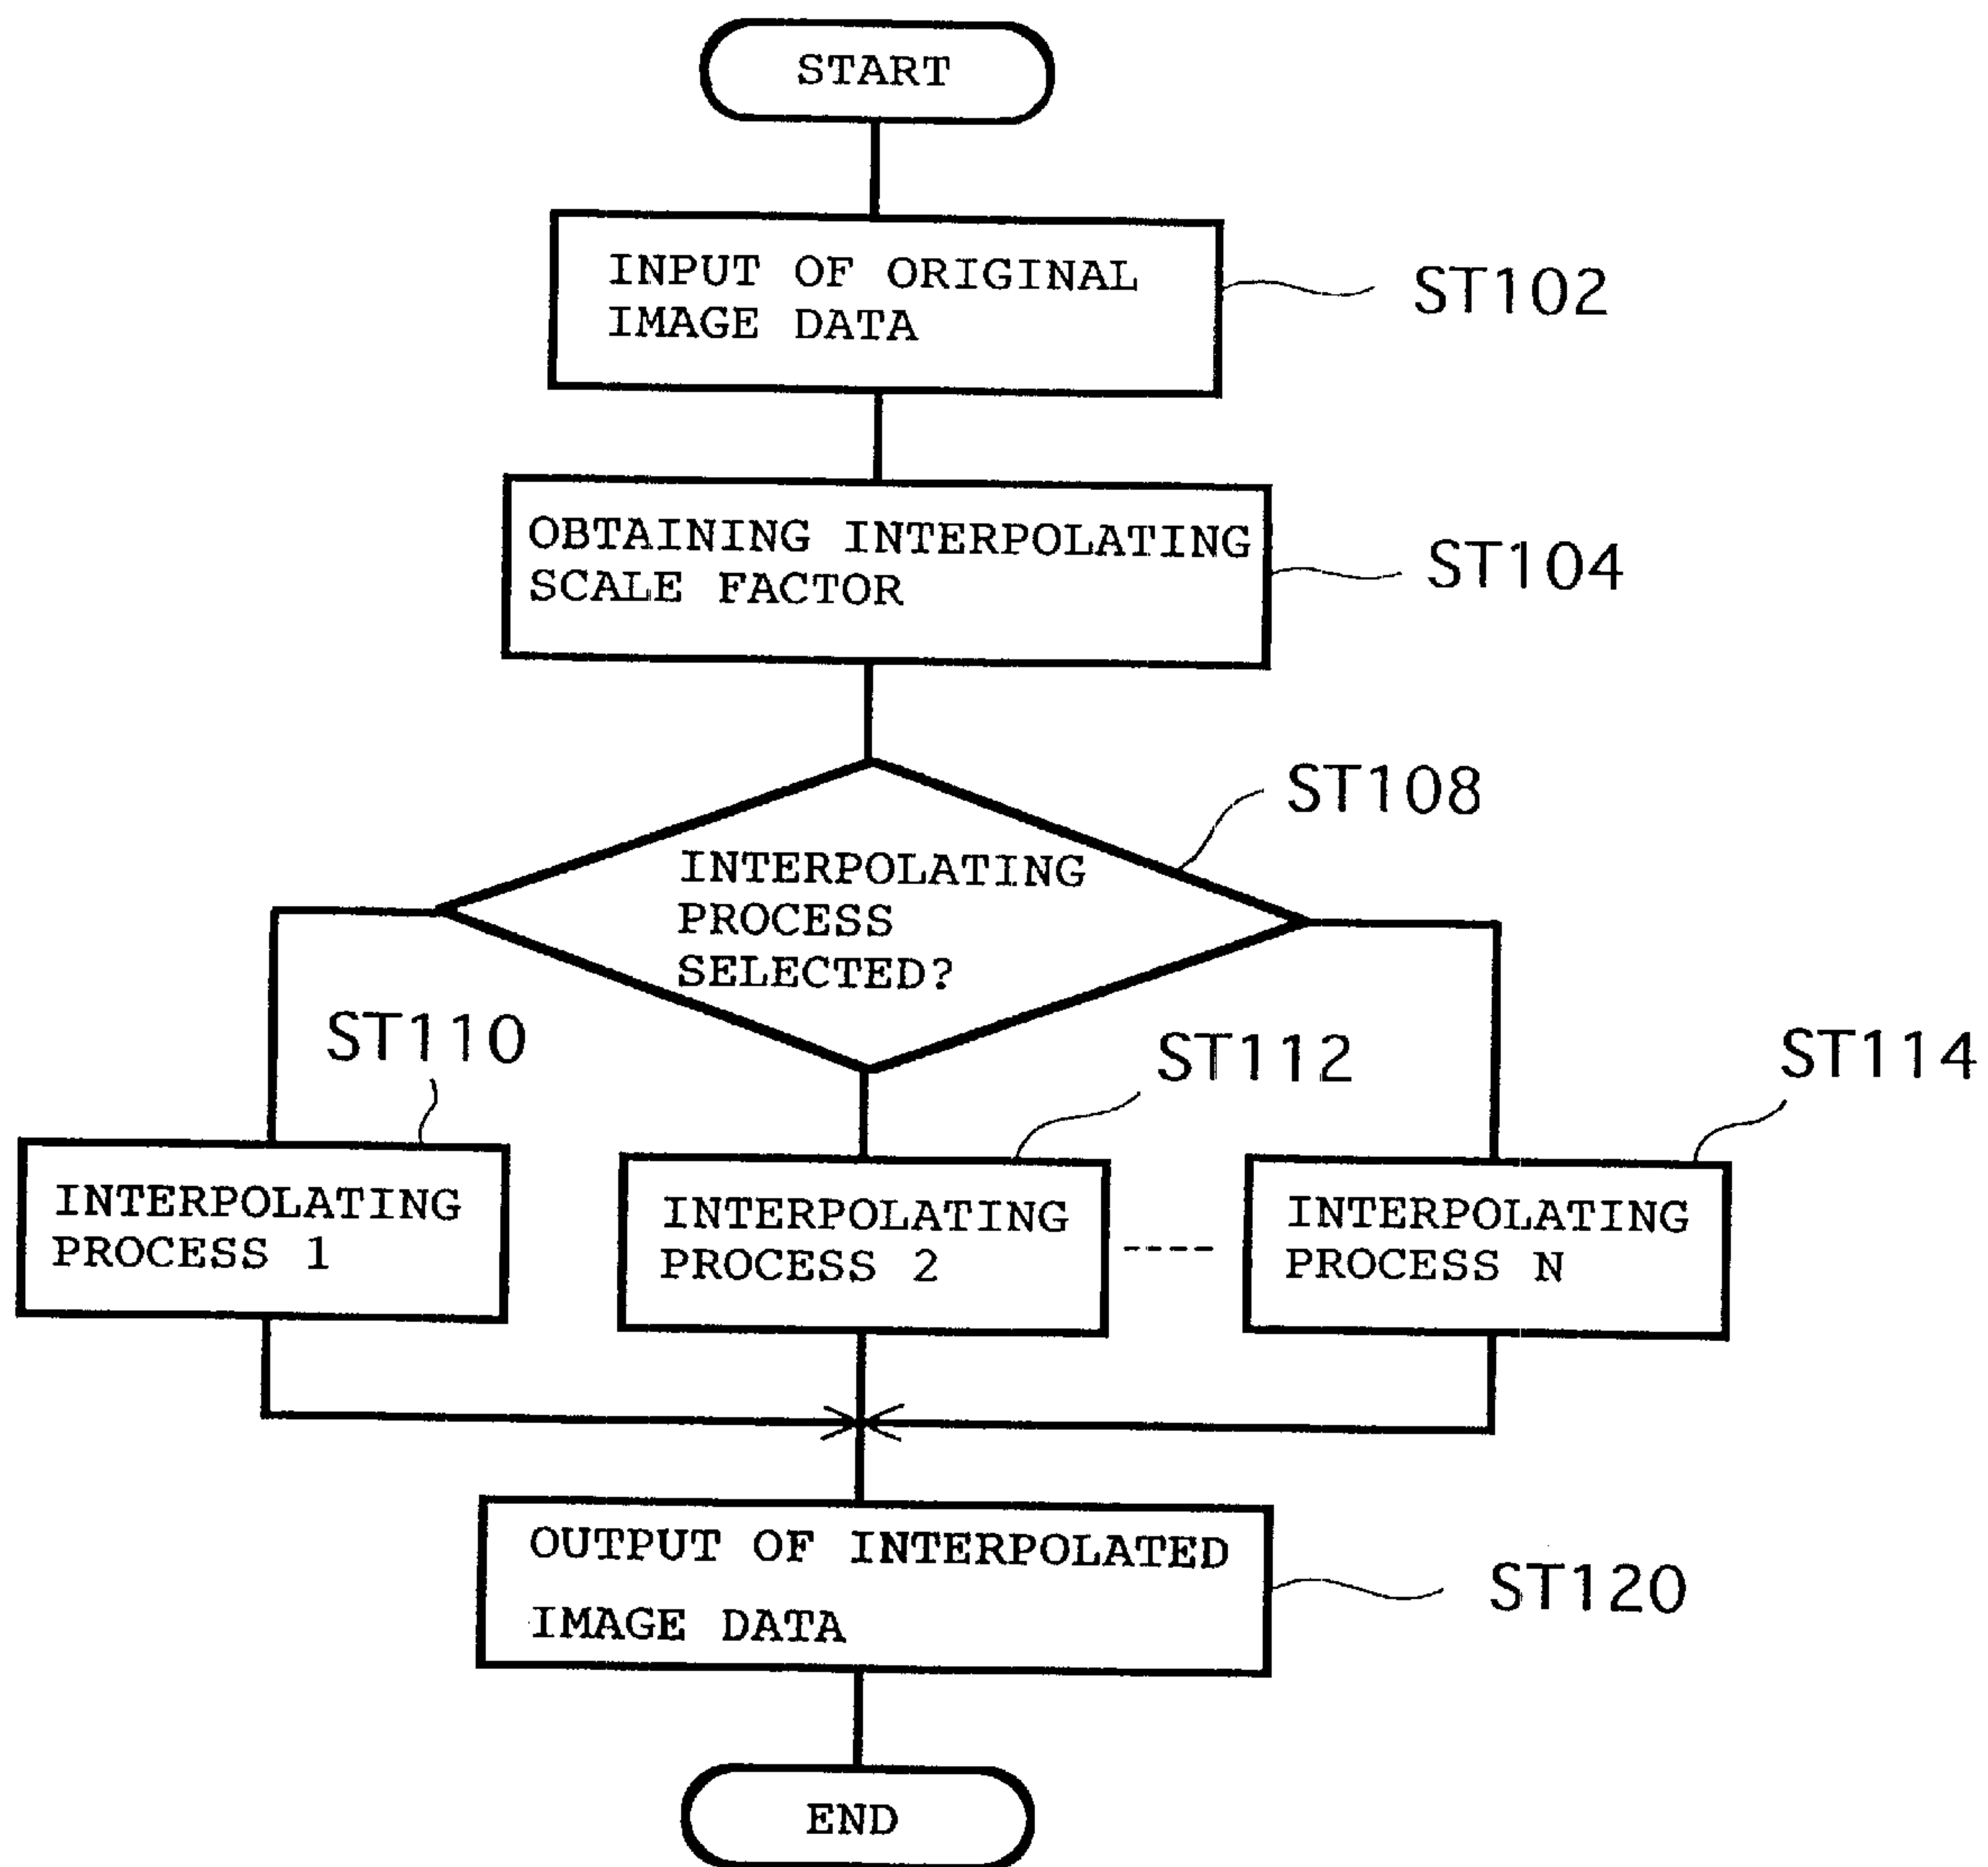 START
INPUT OF ORIGINAL
IMAGE DATA
ST102
OBTAINING INTERPOLATING
SCALE FACTOR
ST104
ST108
INTERPOLATING
PROCESS
SELECTED?
ST110
ST112
ST114
INTERPOLATING
PROCESS 1
INTERPOLATING
PROCESS 2
INTERPOLATING
PROCESS N
OUTPUT OF INTERPOLATED
IMAGE DATA
ST120
END